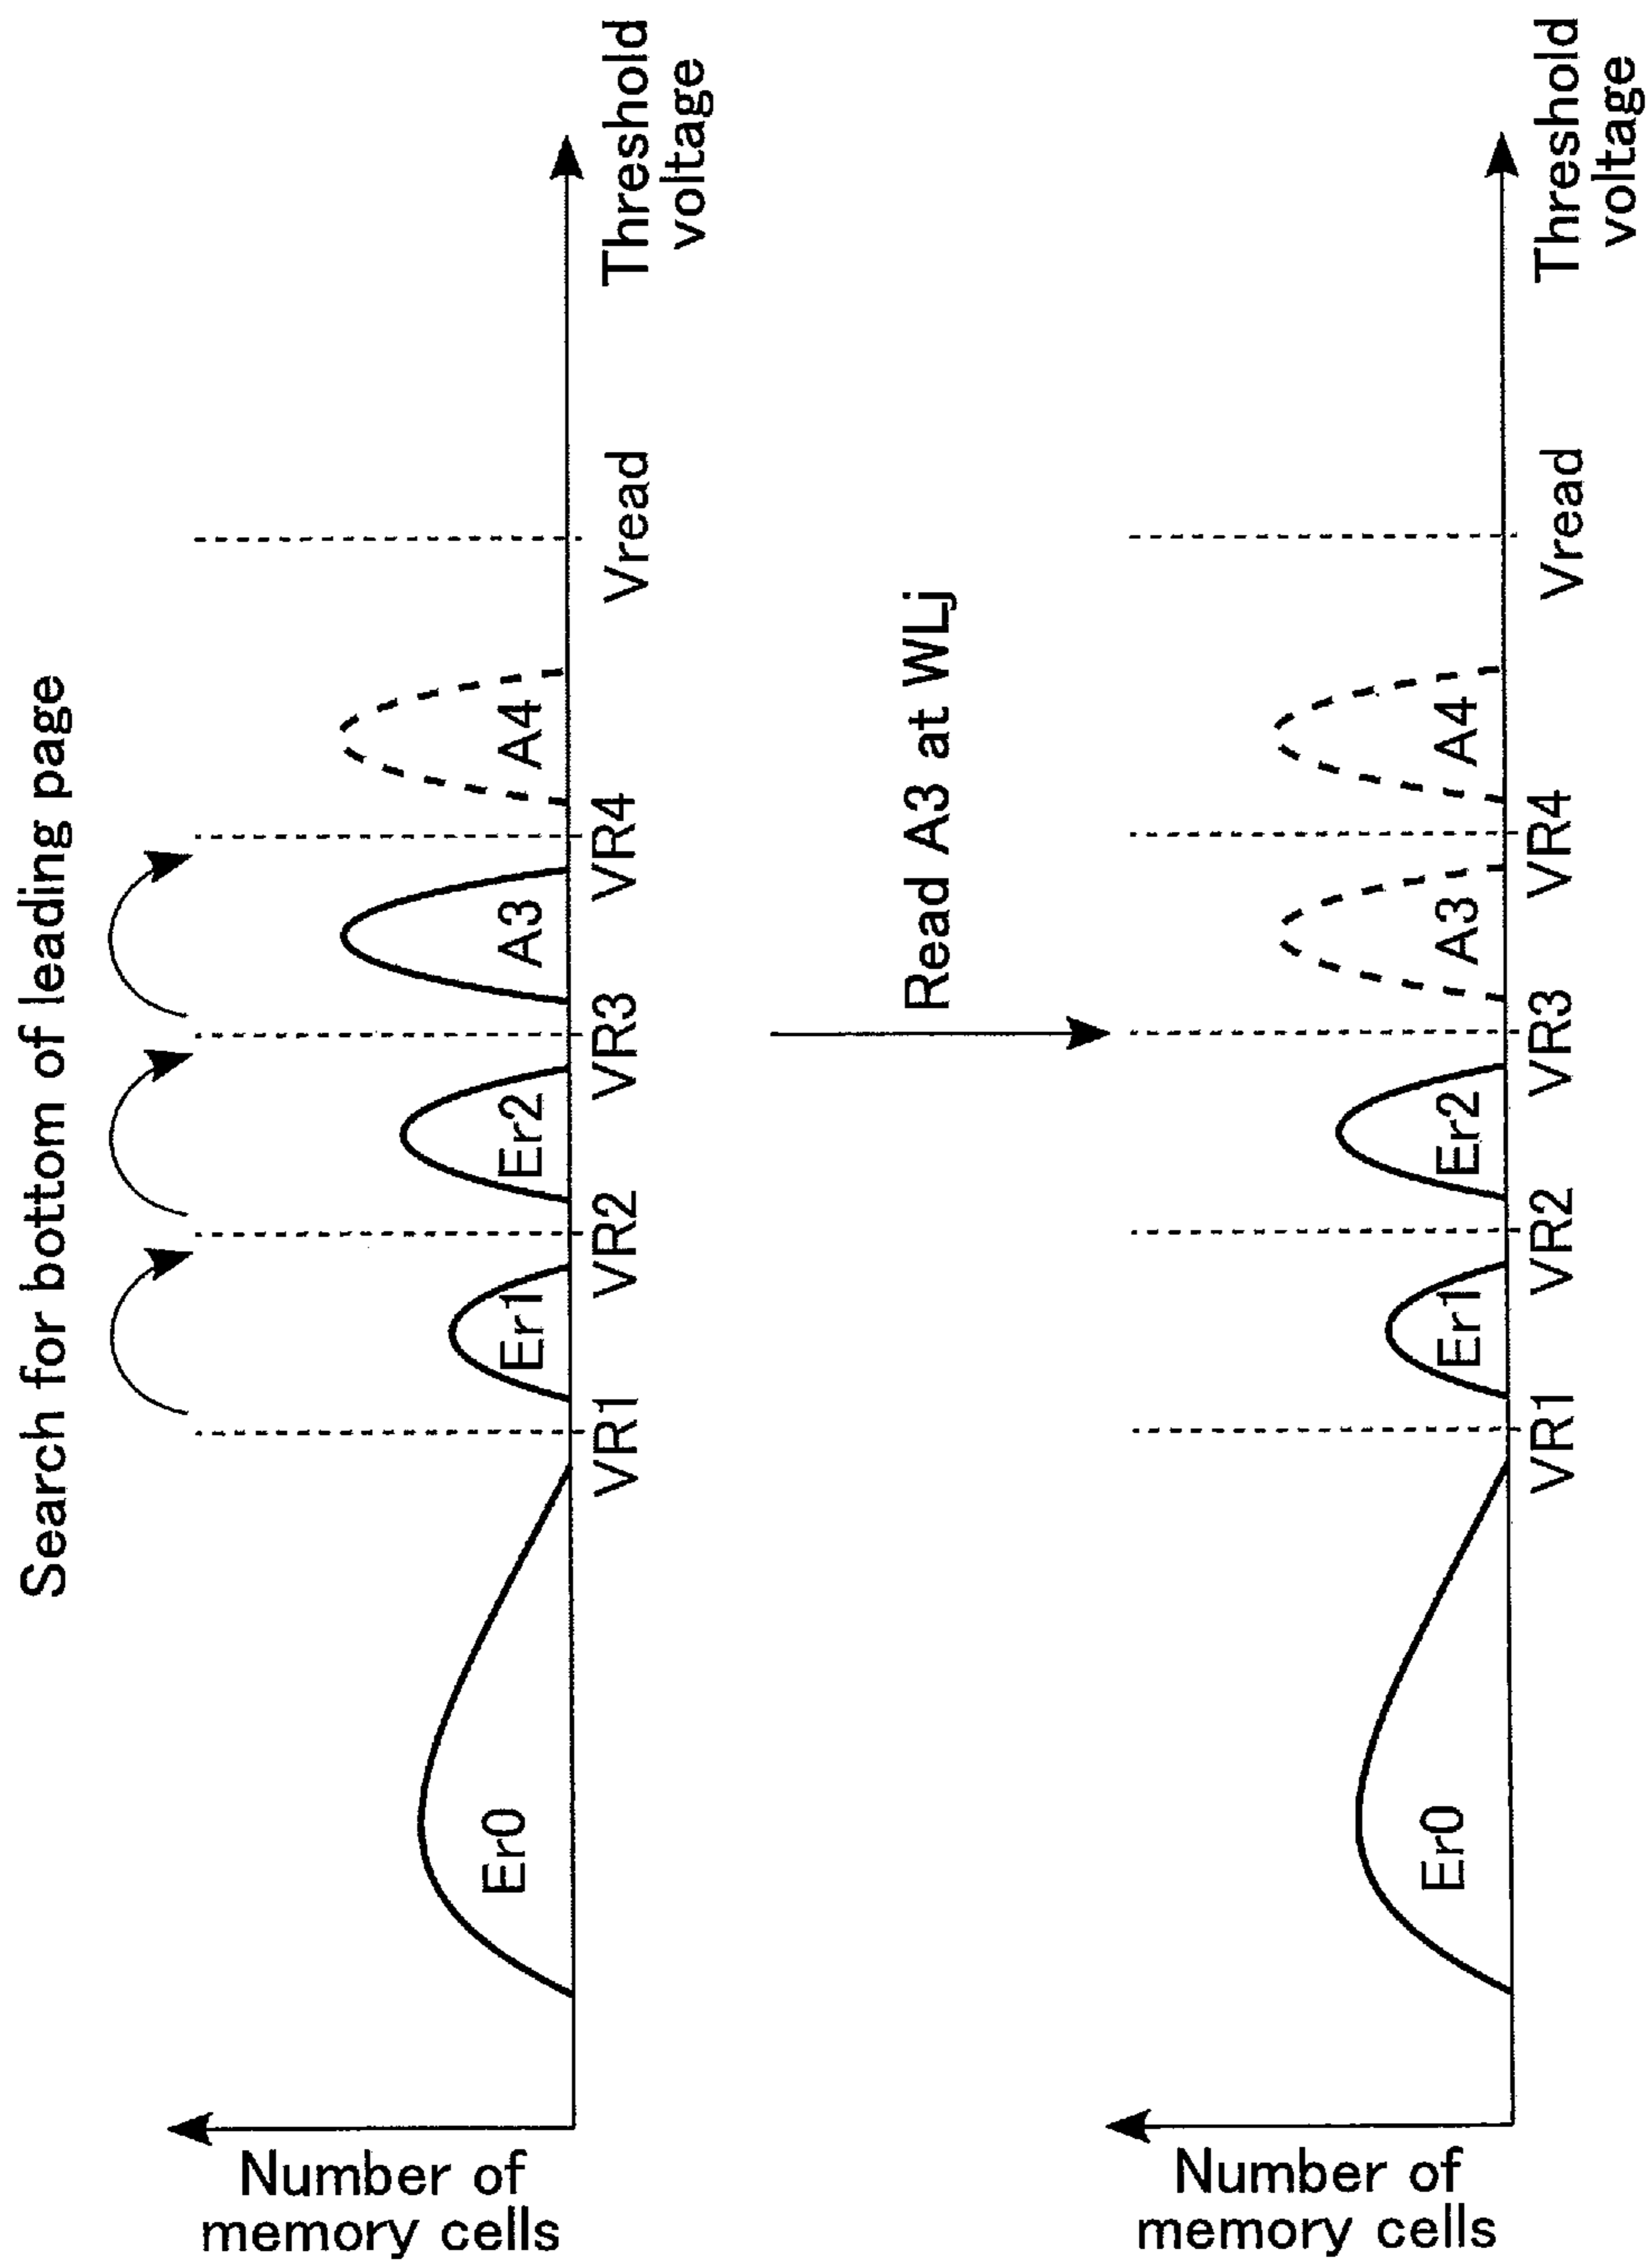 Search for bottom of leading page
Number of
memory cells
Er0
Er1
Er2
A3
A4
VR1
VR2
VR3
VR4
Vread
Threshold
voltage
Read A3 at WLj
Number of
memory cells
Er0
Er1
Er2
A3
A4
VR1
VR2
VR3
VR4
Vread
Threshold
voltage